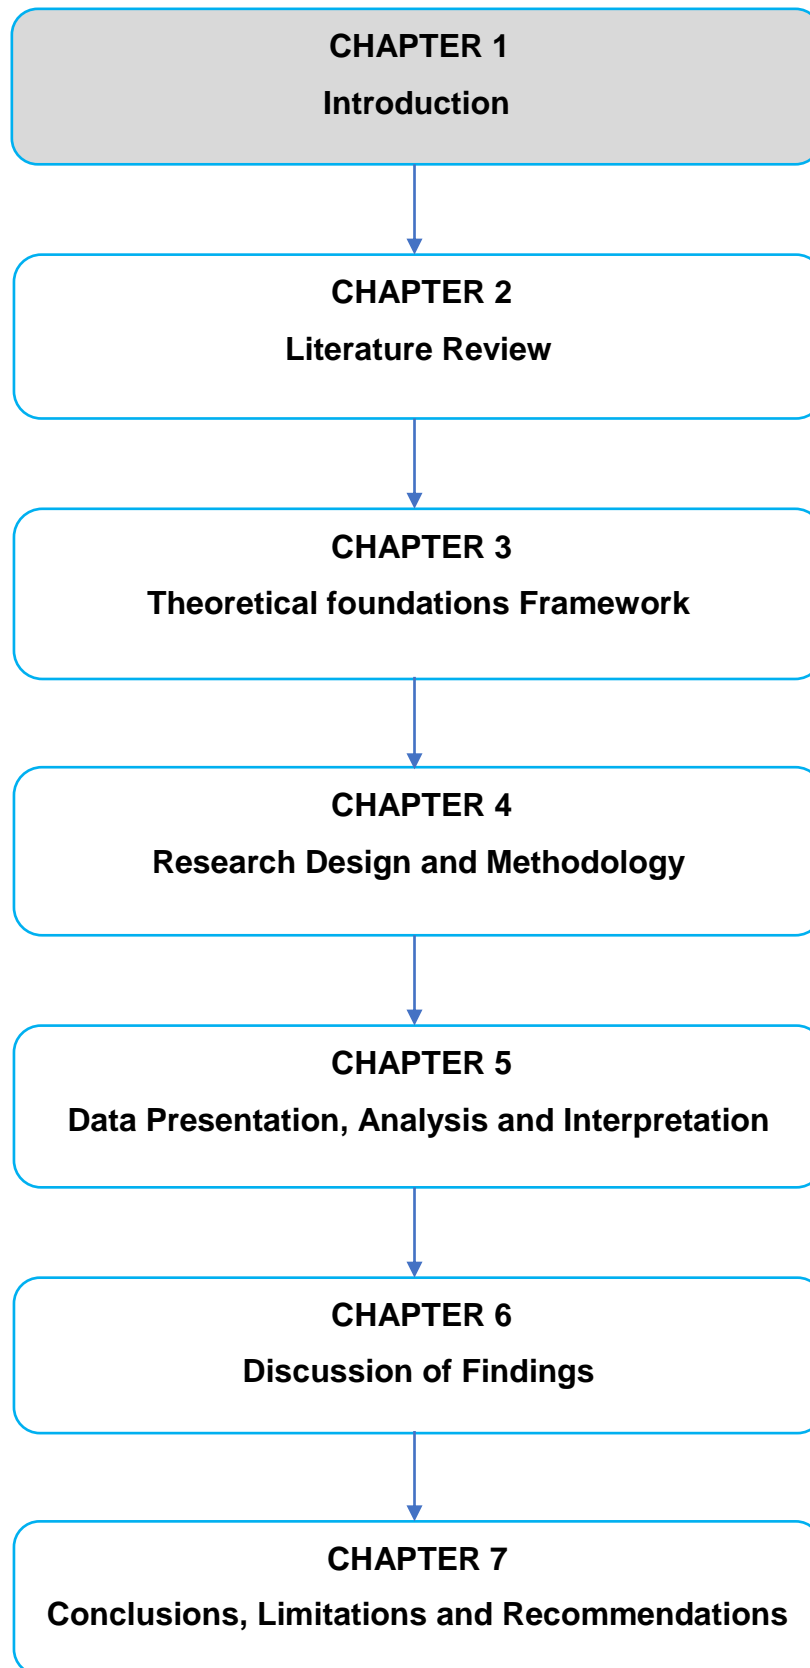 CHAPTER 1
Introduction
CHAPTER 2
Literature Review
CHAPTER 3
Theoretical foundations Framework
CHAPTER 4
Research Design and Methodology
CHAPTER 5
Data Presentation, Analysis and Interpretation
CHAPTER 6
Discussion of Findings
CHAPTER 7
Conclusions, Limitations and Recommendations